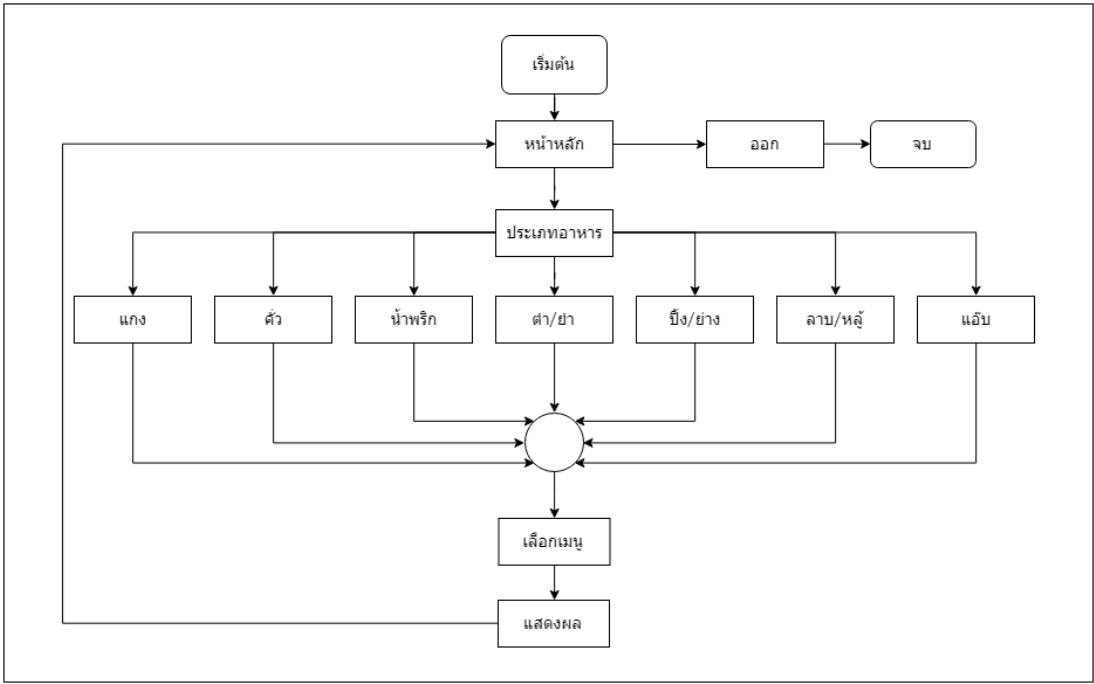 เริ่มต้น
หน้าหลัก
ออก
จบ
ประเภทอาหาร
แกง
คั่ว
น้ำพริก
ตำ/ยำ
ปิ้ง/ย่าง
ลาบ/หลู้
แอ๊บ
เลือกเมนู
แสดงผล